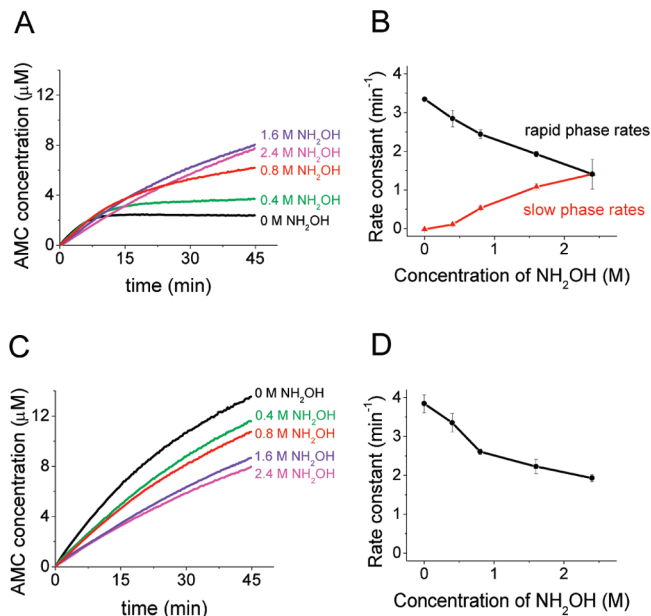 A
AMC concentration (μM)
12
8
4
0
0
15
30
45
time (min)
1.6 M NH₂OH
2.4 M NH₂OH
0.8 M NH₂OH
0.4 M NH₂OH
0 M NH₂OH
B
Rate constant (min⁻¹)
4
3
2
1
0
0
1
2
Concentration of NH₂OH (M)
rapid phase rates
slow phase rates
C
AMC concentration (μM)
12
8
4
0
0
15
30
45
time (min)
0 M NH₂OH
0.4 M NH₂OH
0.8 M NH₂OH
1.6 M NH₂OH
2.4 M NH₂OH
D
Rate constant (min⁻¹)
4
3
2
1
0
0
1
2
Concentration of NH₂OH (M)